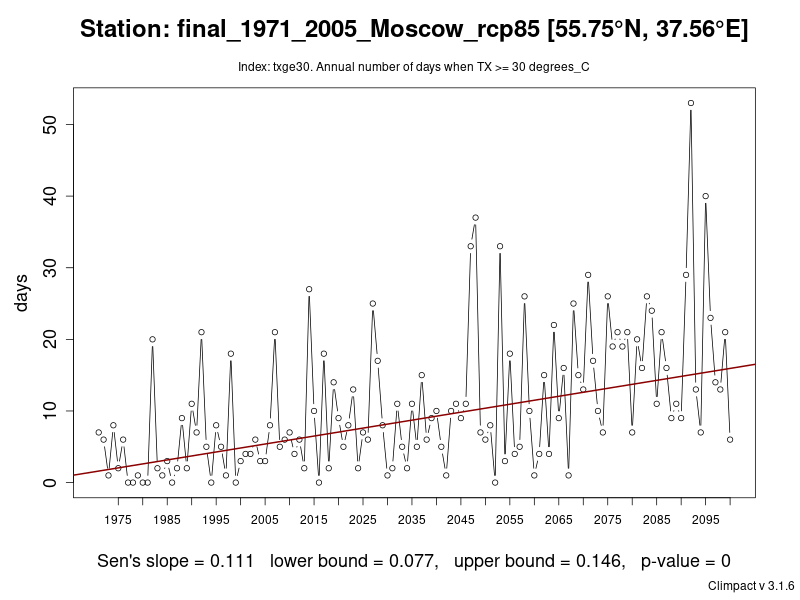 Station: final_1971_2005_Moscow_rcp85 [55.75°N, 37.56°E]
Index: txge30. Annual number of days when TX >= 30 degrees_C
days
50
40
30
20
10
0
1975 1985 1995 2005 2015 2025 2035 2045 2055 2065 2075 2085 2095
Sen's slope = 0.111 lower bound = 0.077, upper bound = 0.146, p-value = 0
Climpact v 3.1.6